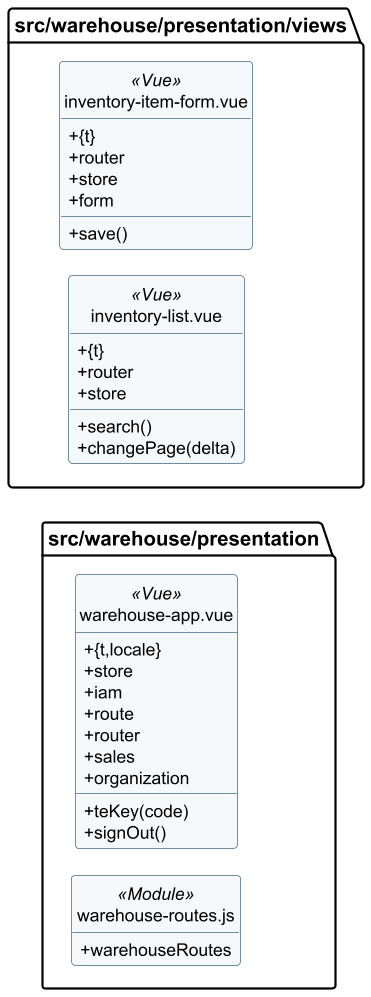 src/warehouse/presentation/views
«Vue»
inventory-item-form.vue
+{t}
+router
+store
+form
+save()
«Vue»
inventory-list.vue
+{t}
+router
+store
+search()
+changePage(delta)
src/warehouse/presentation
«Vue»
warehouse-app.vue
+{t,locale}
+store
+iam
+route
+router
+sales
+organization
+teKey(code)
+signOut()
«Module»
warehouse-routes.js
+warehouseRoutes